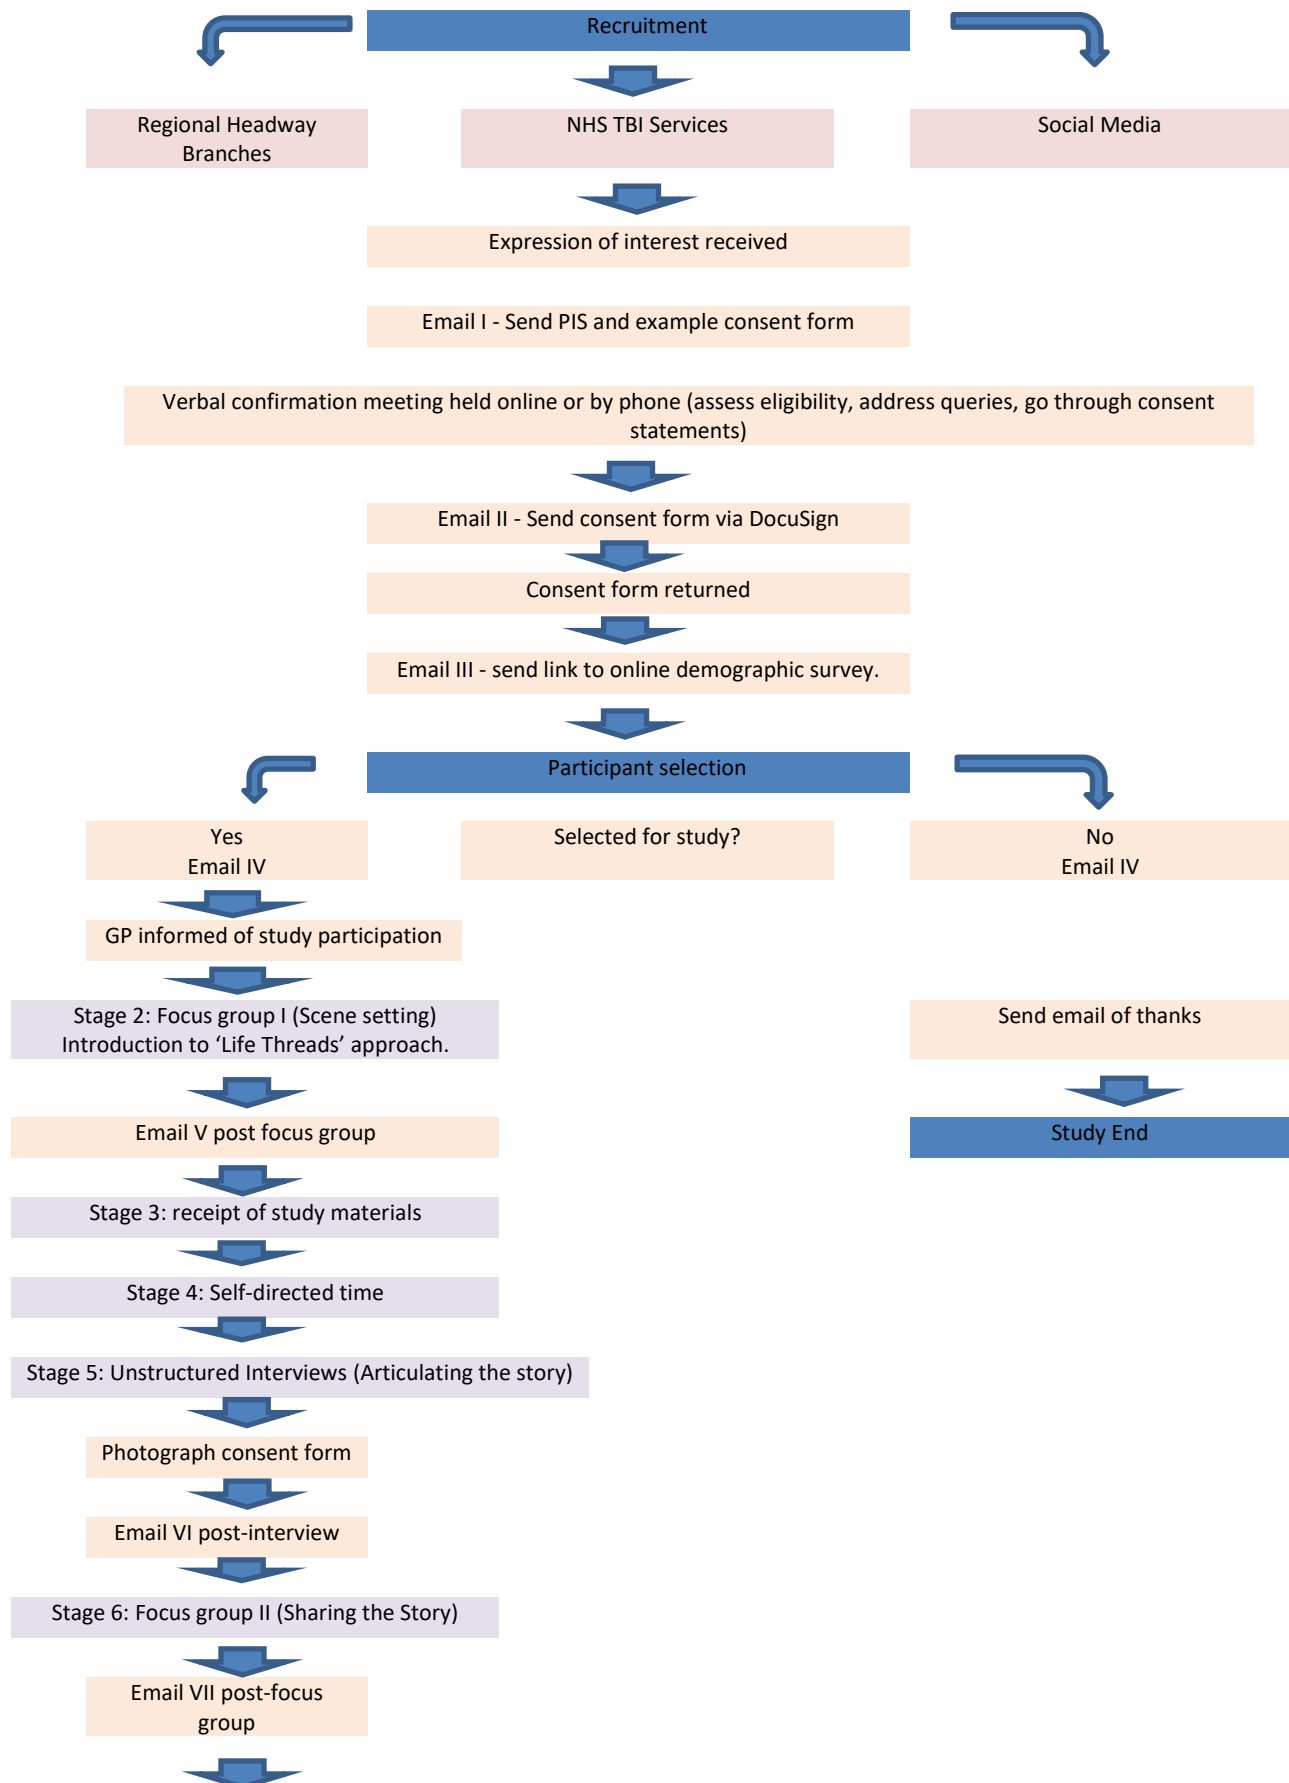 Recruitment
Regional Headway
Branches
NHS TBI Services
Social Media
Expression of interest received
Email I - Send PIS and example consent form
Verbal confirmation meeting held online or by phone (assess eligibility, address queries, go through consent
statements)
Email II - Send consent form via DocuSign
Consent form returned
Email III - send link to online demographic survey.
Participant selection
Yes
Email IV
Selected for study?
No
Email IV
GP informed of study participation
Stage 2: Focus group I (Scene setting)
Introduction to ‘Life Threads’ approach.
Send email of thanks
Email V post focus group
Study End
Stage 3: receipt of study materials
Stage 4: Self-directed time
Stage 5: Unstructured Interviews (Articulating the story)
Photograph consent form
Email VI post-interview
Stage 6: Focus group II (Sharing the Story)
Email VII post-focus
group